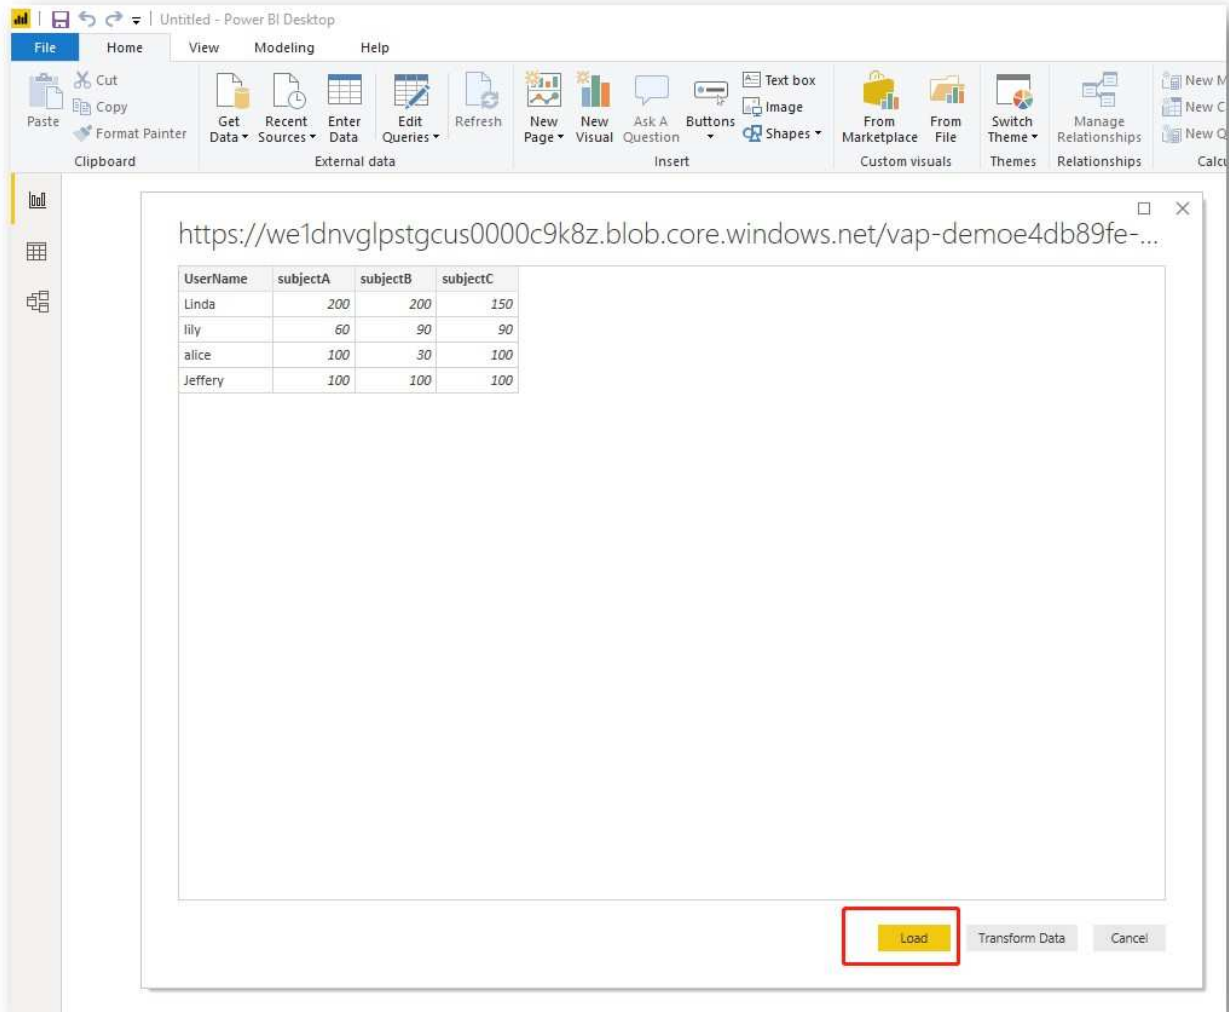 Untitled - Power BI Desktop
File Home View Modeling Help
Paste
Cut
Copy
Format Painter
Clipboard
Get Data
Recent Sources
Enter Data
Edit Queries
Refresh
External data
New Page
New Visual
Ask A Question
Buttons
Text box
Image
Shapes
Insert
From Marketplace
From File
Custom visuals
Switch Theme
Themes
Manage Relationships
Relationships
New M
New C
New Q
Calcu
https://we1dnvglpstgcus0000c9k8z.blob.core.windows.net/vap-demoe4db89fe-...
UserName subjectA subjectB subjectC
Linda 200 200 150
lily 60 90 90
alice 100 30 100
Jeffery 100 100 100
Load Transform Data Cancel